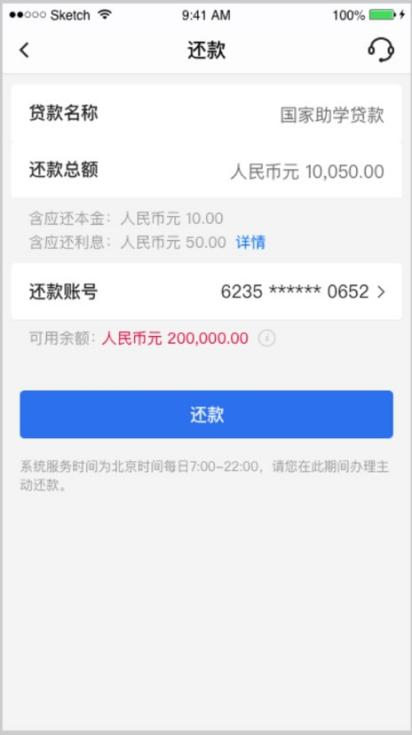 Sketch 9:41 AM 100%
还款
贷款名称 国家助学贷款
还款总额 人民币元 10,050.00
含应还本金：人民币元 10.00
含应还利息：人民币元 50.00 详情
还款账号 6235 ****** 0652
可用余额：人民币元 200,000.00
还款
系统服务时间为北京时间每日7:00-22:00，请您在此期间办理主
动还款。